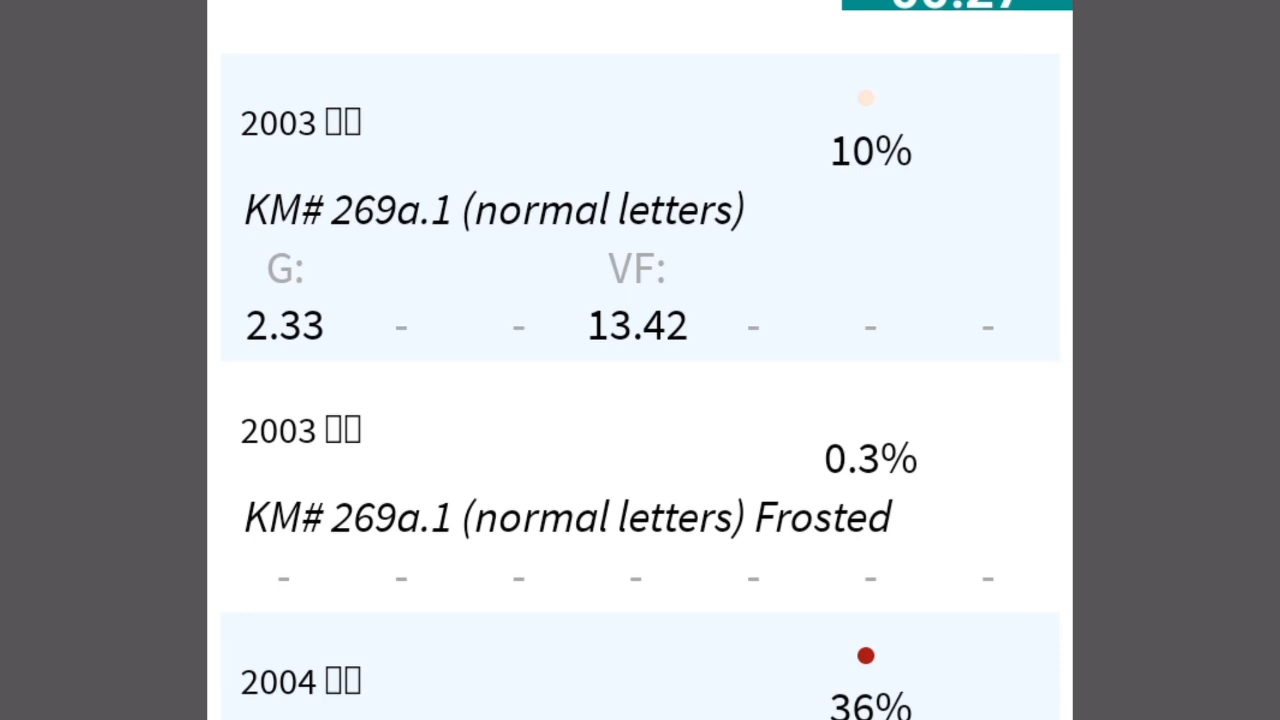 2003
10%
KM# 269a.1 (normal letters)
G: VF:
2.33 - - 13.42 - - -
2003
0.3%
KM# 269a.1 (normal letters) Frosted
- - - - - - -
2004
36%